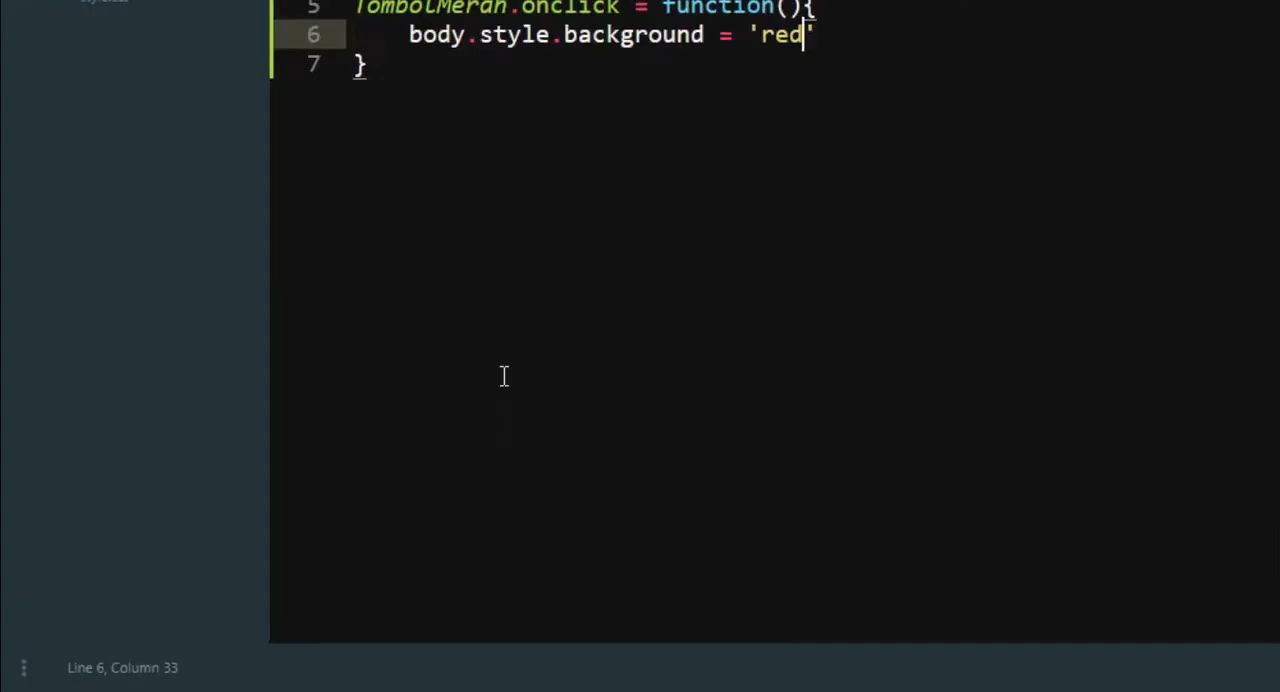 5 TombolMerah.onclick = function(){
6 body.style.background = 'red'
7 }
Line 6, Column 33